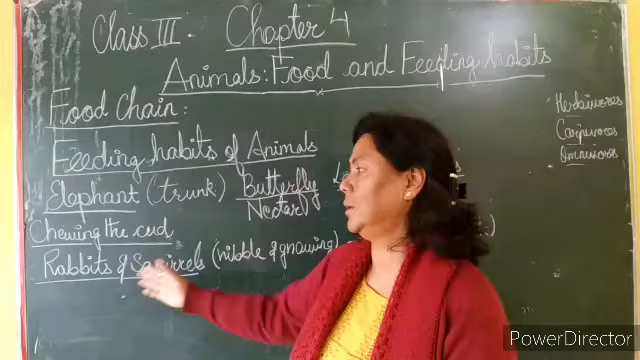 Class III. Chapter 4
Animals: Food and Feeding habits
Food Chain:
Feeding habits of Animals
Elephant (trunk) Butterfly
Nectar
Chewing the cud
Rabbits & Squirrels (nibble & gnawing)
Herbivores
Carnivores
Omnivores
PowerDirector